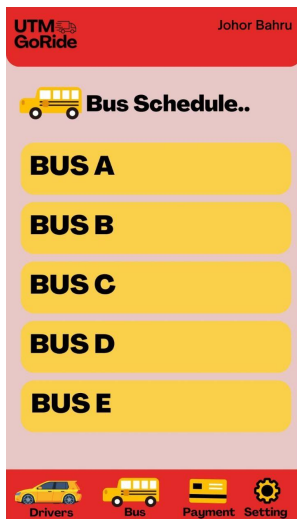 UTM
GoRide
Johor Bahru
Bus Schedule..
BUS A
BUS B
BUS C
BUS D
BUS E
Drivers
Bus
Payment
Setting